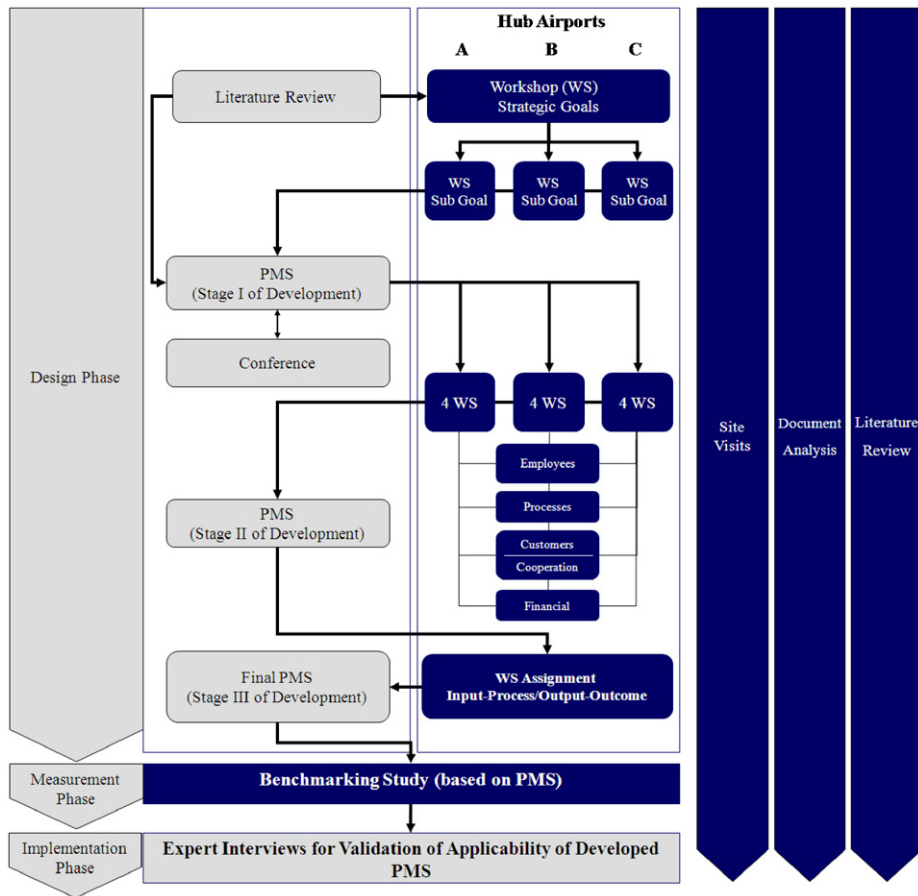 Hub Airports
A B C
Literature Review
Workshop (WS)
Strategic Goals
WS
Sub Goal
WS
Sub Goal
WS
Sub Goal
PMS
(Stage I of Development)
Conference
Design Phase
4 WS
4 WS
4 WS
Employees
Processes
Customers
Cooperation
Financial
PMS
(Stage II of Development)
Final PMS
(Stage III of Development)
WS Assignment
Input-Process/Output-Outcome
Measurement
Phase
Benchmarking Study (based on PMS)
Implementation
Phase
Expert Interviews for Validation of Applicability of Developed
PMS
Site
Visits
Document
Analysis
Literature
Review